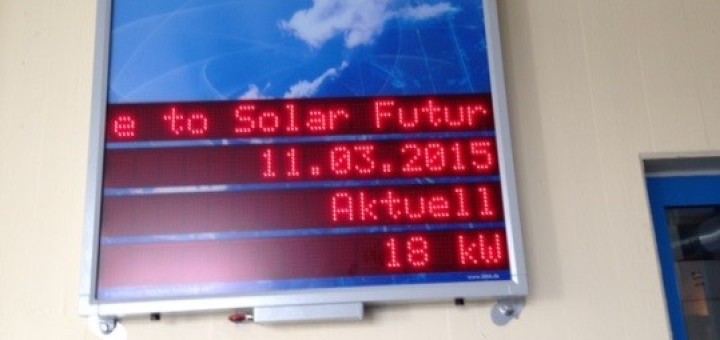 e to Solar Futur
11.03.2015
Aktuell
18 kW